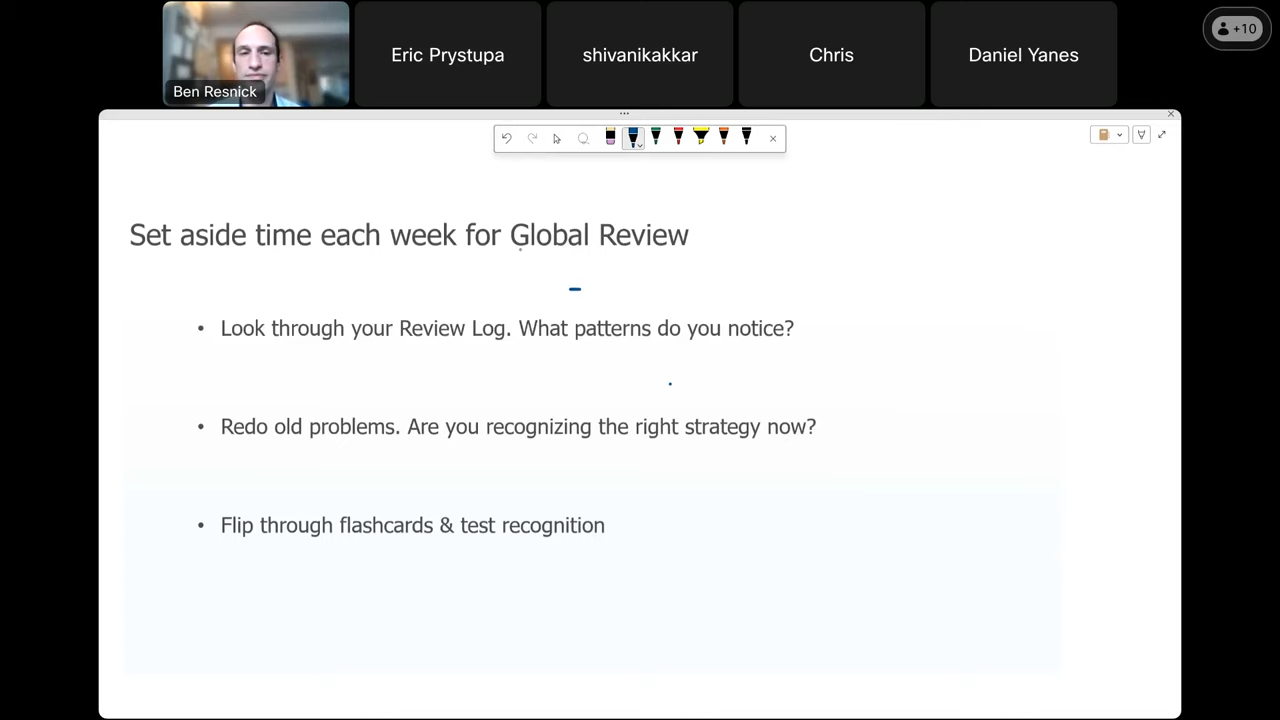 Ben Resnick
Eric Prystupa
shivanikakkar
Chris
Daniel Yanes
+10
Set aside time each week for Global Review
• Look through your Review Log. What patterns do you notice?
• Redo old problems. Are you recognizing the right strategy now?
• Flip through flashcards & test recognition